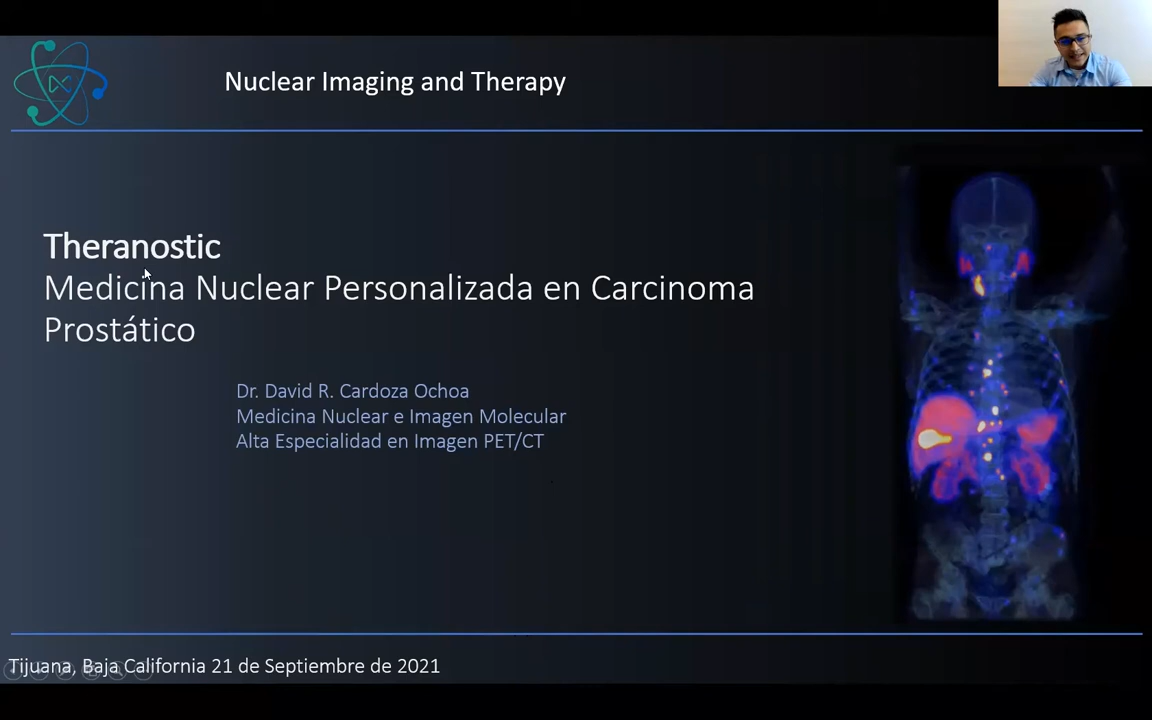 Nuclear Imaging and Therapy
Theranostic
Medicina Nuclear Personalizada en Carcinoma
Prostático
Dr. David R. Cardoza Ochoa
Medicina Nuclear e Imagen Molecular
Alta Especialidad en Imagen PET/CT
Tijuana, Baja California 21 de Septiembre de 2021